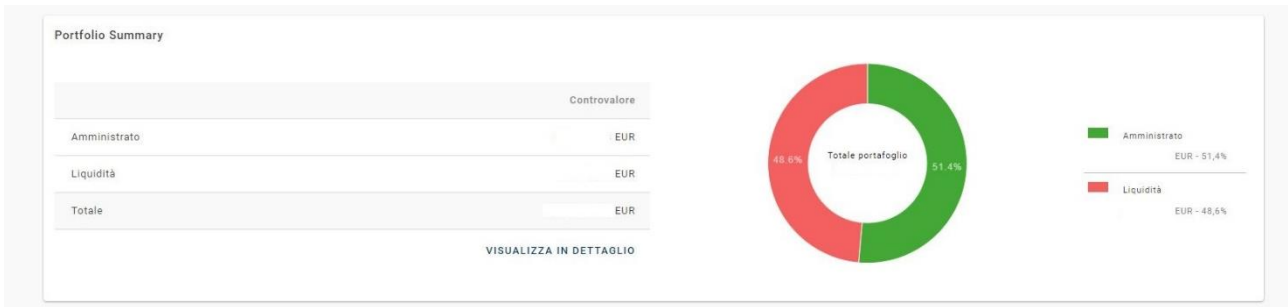 Portfolio Summary
Controvalore
Amministrato EUR
Liquidità EUR
Totale EUR
VISUALIZZA IN DETTAGLIO
48.6%
Totale portafoglio
51.4%
Amministrato
EUR - 51,4%
Liquidità
EUR - 48,6%